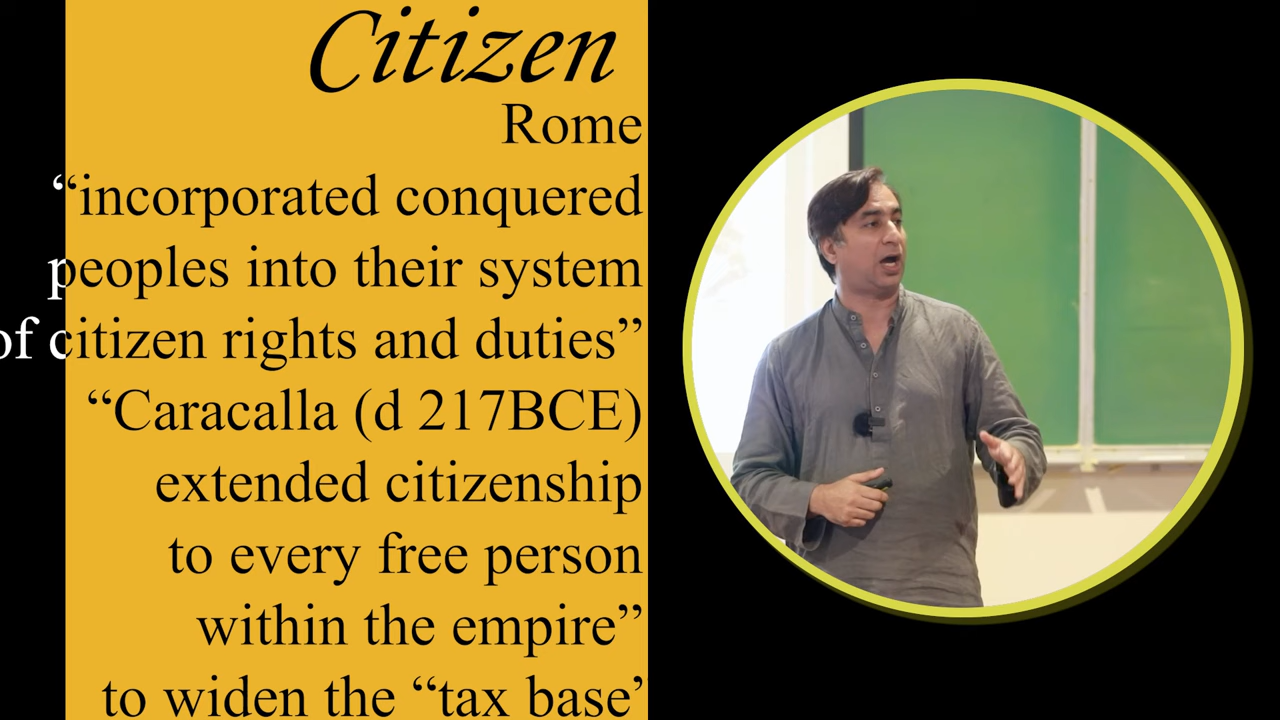 Citizen
Rome
“incorporated conquered
peoples into their system
of citizen rights and duties”
“Caracalla (d 217BCE)
extended citizenship
to every free person
within the empire”
to widen the “tax base”